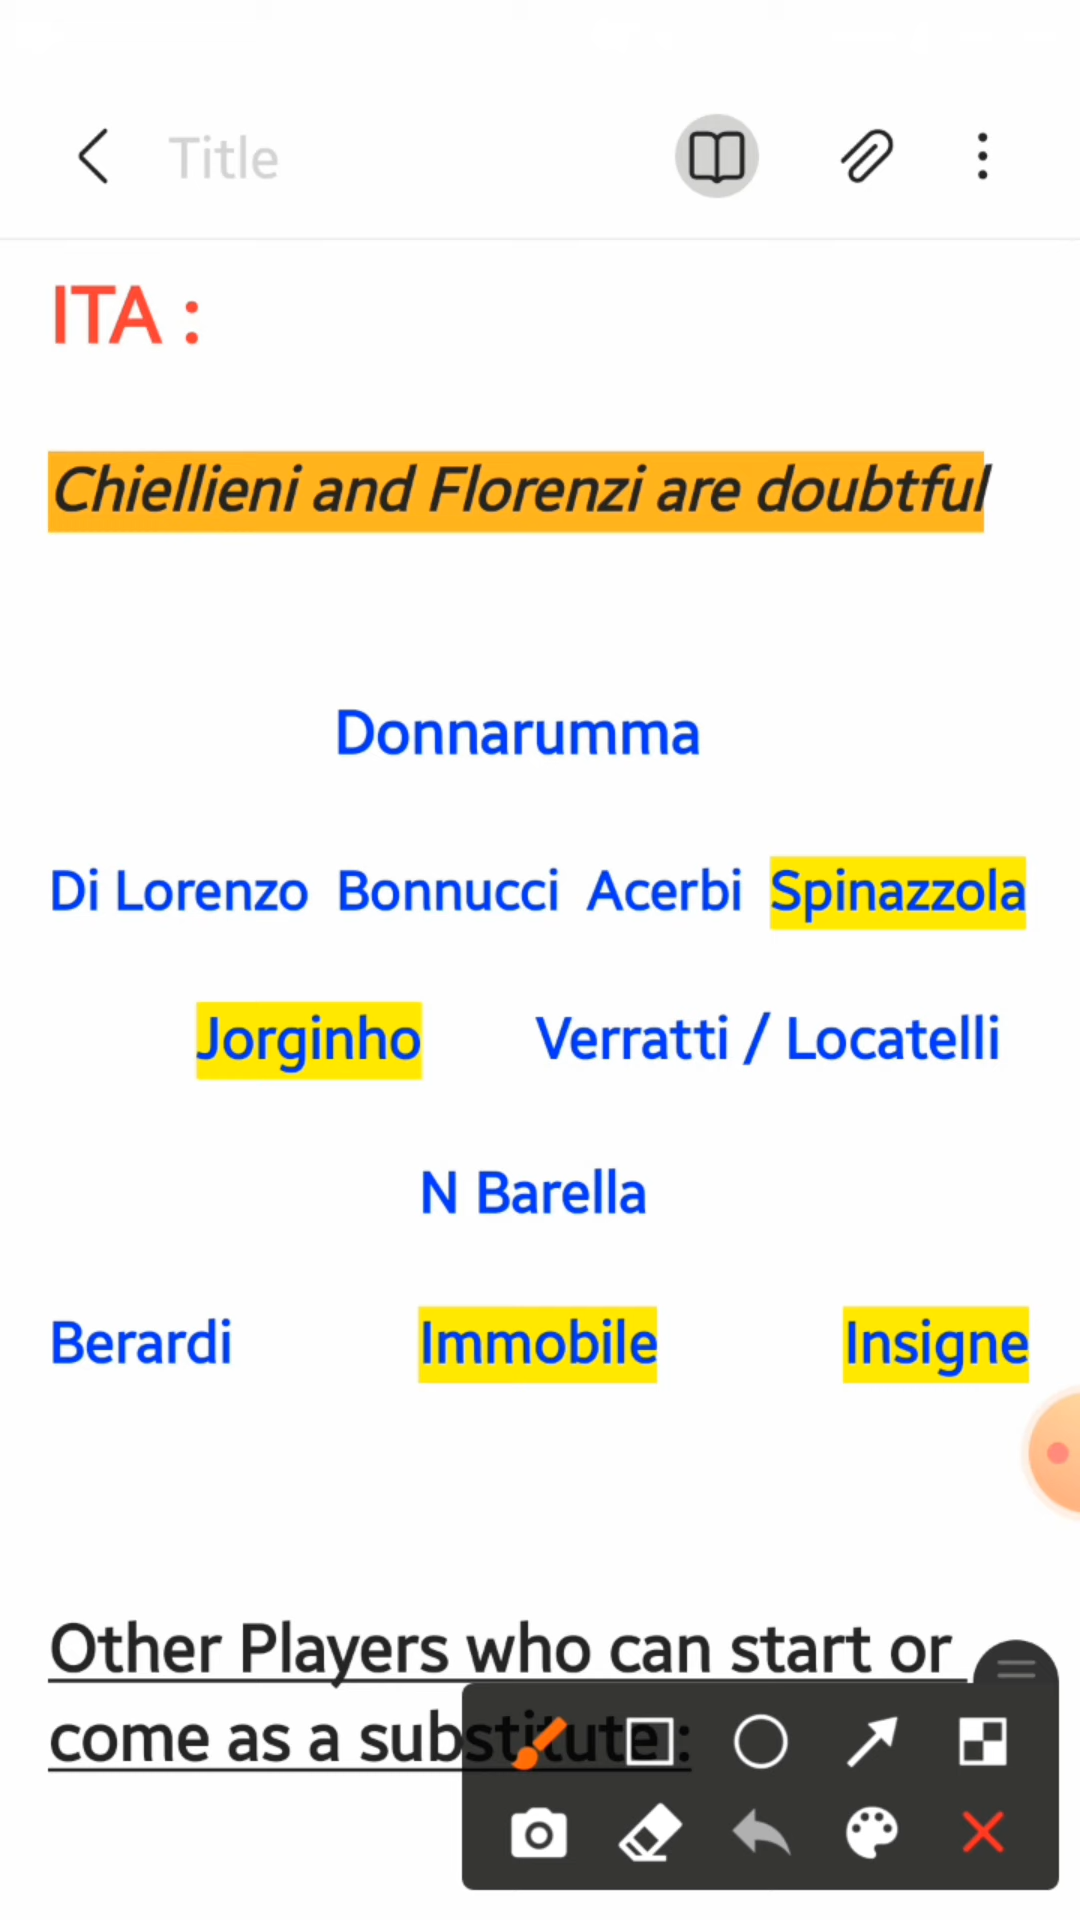 Title
ITA :
Chiellieni and Florenzi are doubtful
Donnarumma
Di Lorenzo Bonnucci Acerbi Spinazzola
Jorginho Verratti / Locatelli
N Barella
Berardi Immobile Insigne
Other Players who can start or
come as a substitute :